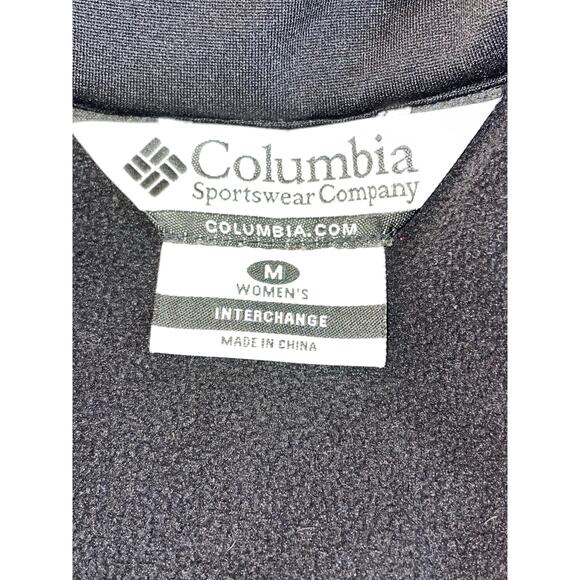 Columbia
Sportswear Company
COLUMBIA.COM
M
WOMEN'S
INTERCHANGE
MADE IN CHINA